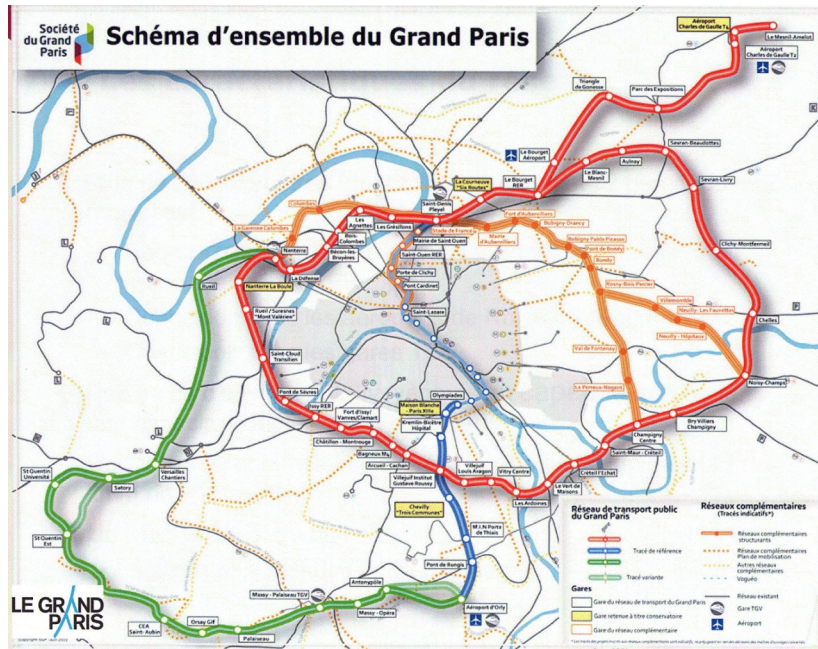 Société
du Grand
Paris
Schéma d'ensemble du Grand Paris
Aéroport
Charles de Gaulle T4
Le Mesnil-Amelot
Aéroport
Charles de Gaulle T2
Triangle
de Gonesse
Parc des Expositions
Le Bourget
Aéroport
Sevran-Beaudottes
Aulnay
Le Blanc-
Mesnil
Sevran-Livry
La Courneuve
"Six Routes"
Le Bourget
RER
Saint-Denis
Pleyel
Colombes
Les
Agnettes
Les Grésillons
La Garenne Colombes
Bois-
Colombes
Stade de France
Mairie
d'Aubervilliers
Fort d'Aubervilliers
Bobigny-Drancy
Mairie de Saint Ouen
Nanterre
Bécon-les-
Bruyères
Saint-Ouen RER
Bobigny Pablo Picasso
Pont de Bondy
Bondy
Clichy-Montfermeil
La Défense
Porte de Clichy
Rueil
Nanterre La Boule
Pont Cardinet
Rosny-Bois Perrier
Villemomble
Neuilly - Les Fauvettes
Rueil / Suresnes
"Mont Valérien"
Saint-Lazare
Chelles
Neuilly - Hôpitaux
Saint-Cloud
Transilien
Val de Fontenay
Noisy-Champs
Le Perreux-Nogent
Pont de Sèvres
Olympiades
Issy RER
Maison Blanche
- Paris XIIIe
Fort d'Issy/
Vanves/Clamart
Kremlin-Bicêtre
Hôpital
Champigny
Centre
Bry Villiers
Champigny
Châtillon - Montrouge
Bagneux M4
Saint-Maur - Créteil
Arcueil - Cachan
Villejuif
Louis Aragon
Vitry Centre
Créteil l'Echat
Villejuif Institut
Gustave Roussy
Le Vert de
Maisons
Les Ardoines
Versailles
Chantiers
St Quentin
Université
Satory
Chevilly
"Trois Communes"
M.I.N Porte
de Thiais
St Quentin
Est
Pont de Rungis
Antonypôle
Massy - Palaiseau TGV
Massy - Opéra
Aéroport d'Orly
CEA
Saint-Aubin
Orsay Gif
Palaiseau
LE GRAND
PARIS
Réseau de transport public
du Grand Paris
Tracé de référence
Tracé variante
Gares
Gare du réseau de transport du Grand Paris
Gare retenue à titre conservatoire
Gare du réseau complémentaire
Réseaux complémentaires
(Tracés indicatifs*)
Réseaux complémentaires
structurants
Réseaux complémentaires
Plan de mobilisation
Autres réseaux
complémentaires
Voguéo
Réseau existant
Gare TGV
Aéroport